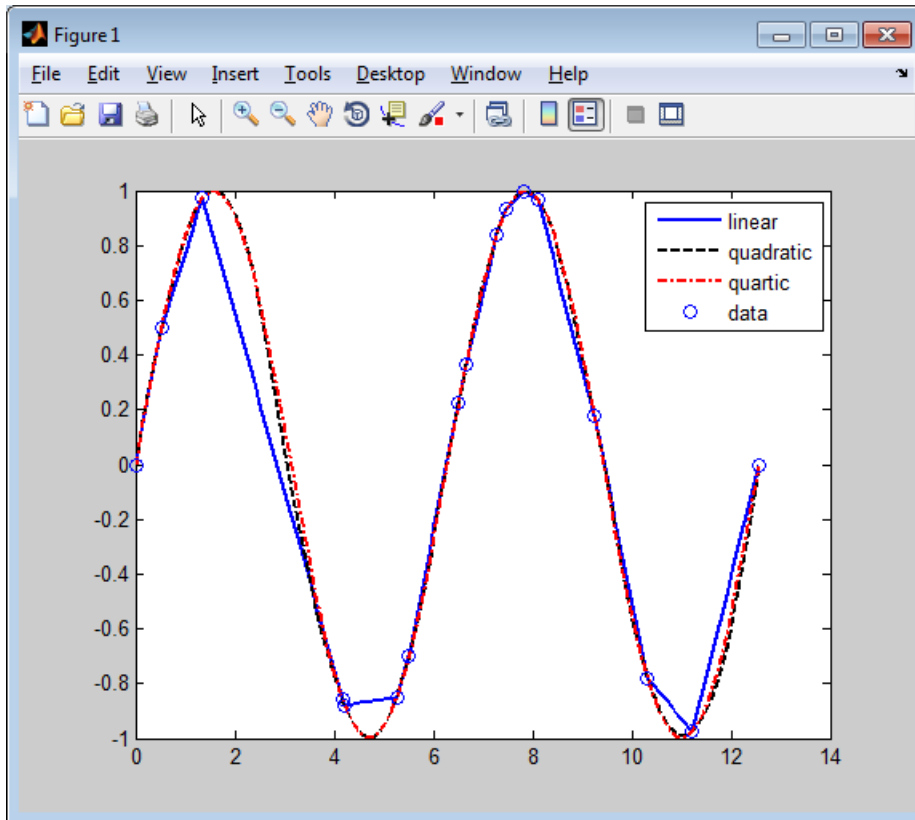 Figure 1
File Edit View Insert Tools Desktop Window Help
1
0.8
0.6
0.4
0.2
0
-0.2
-0.4
-0.6
-0.8
-1
0 2 4 6 8 10 12 14
linear
quadratic
quartic
data